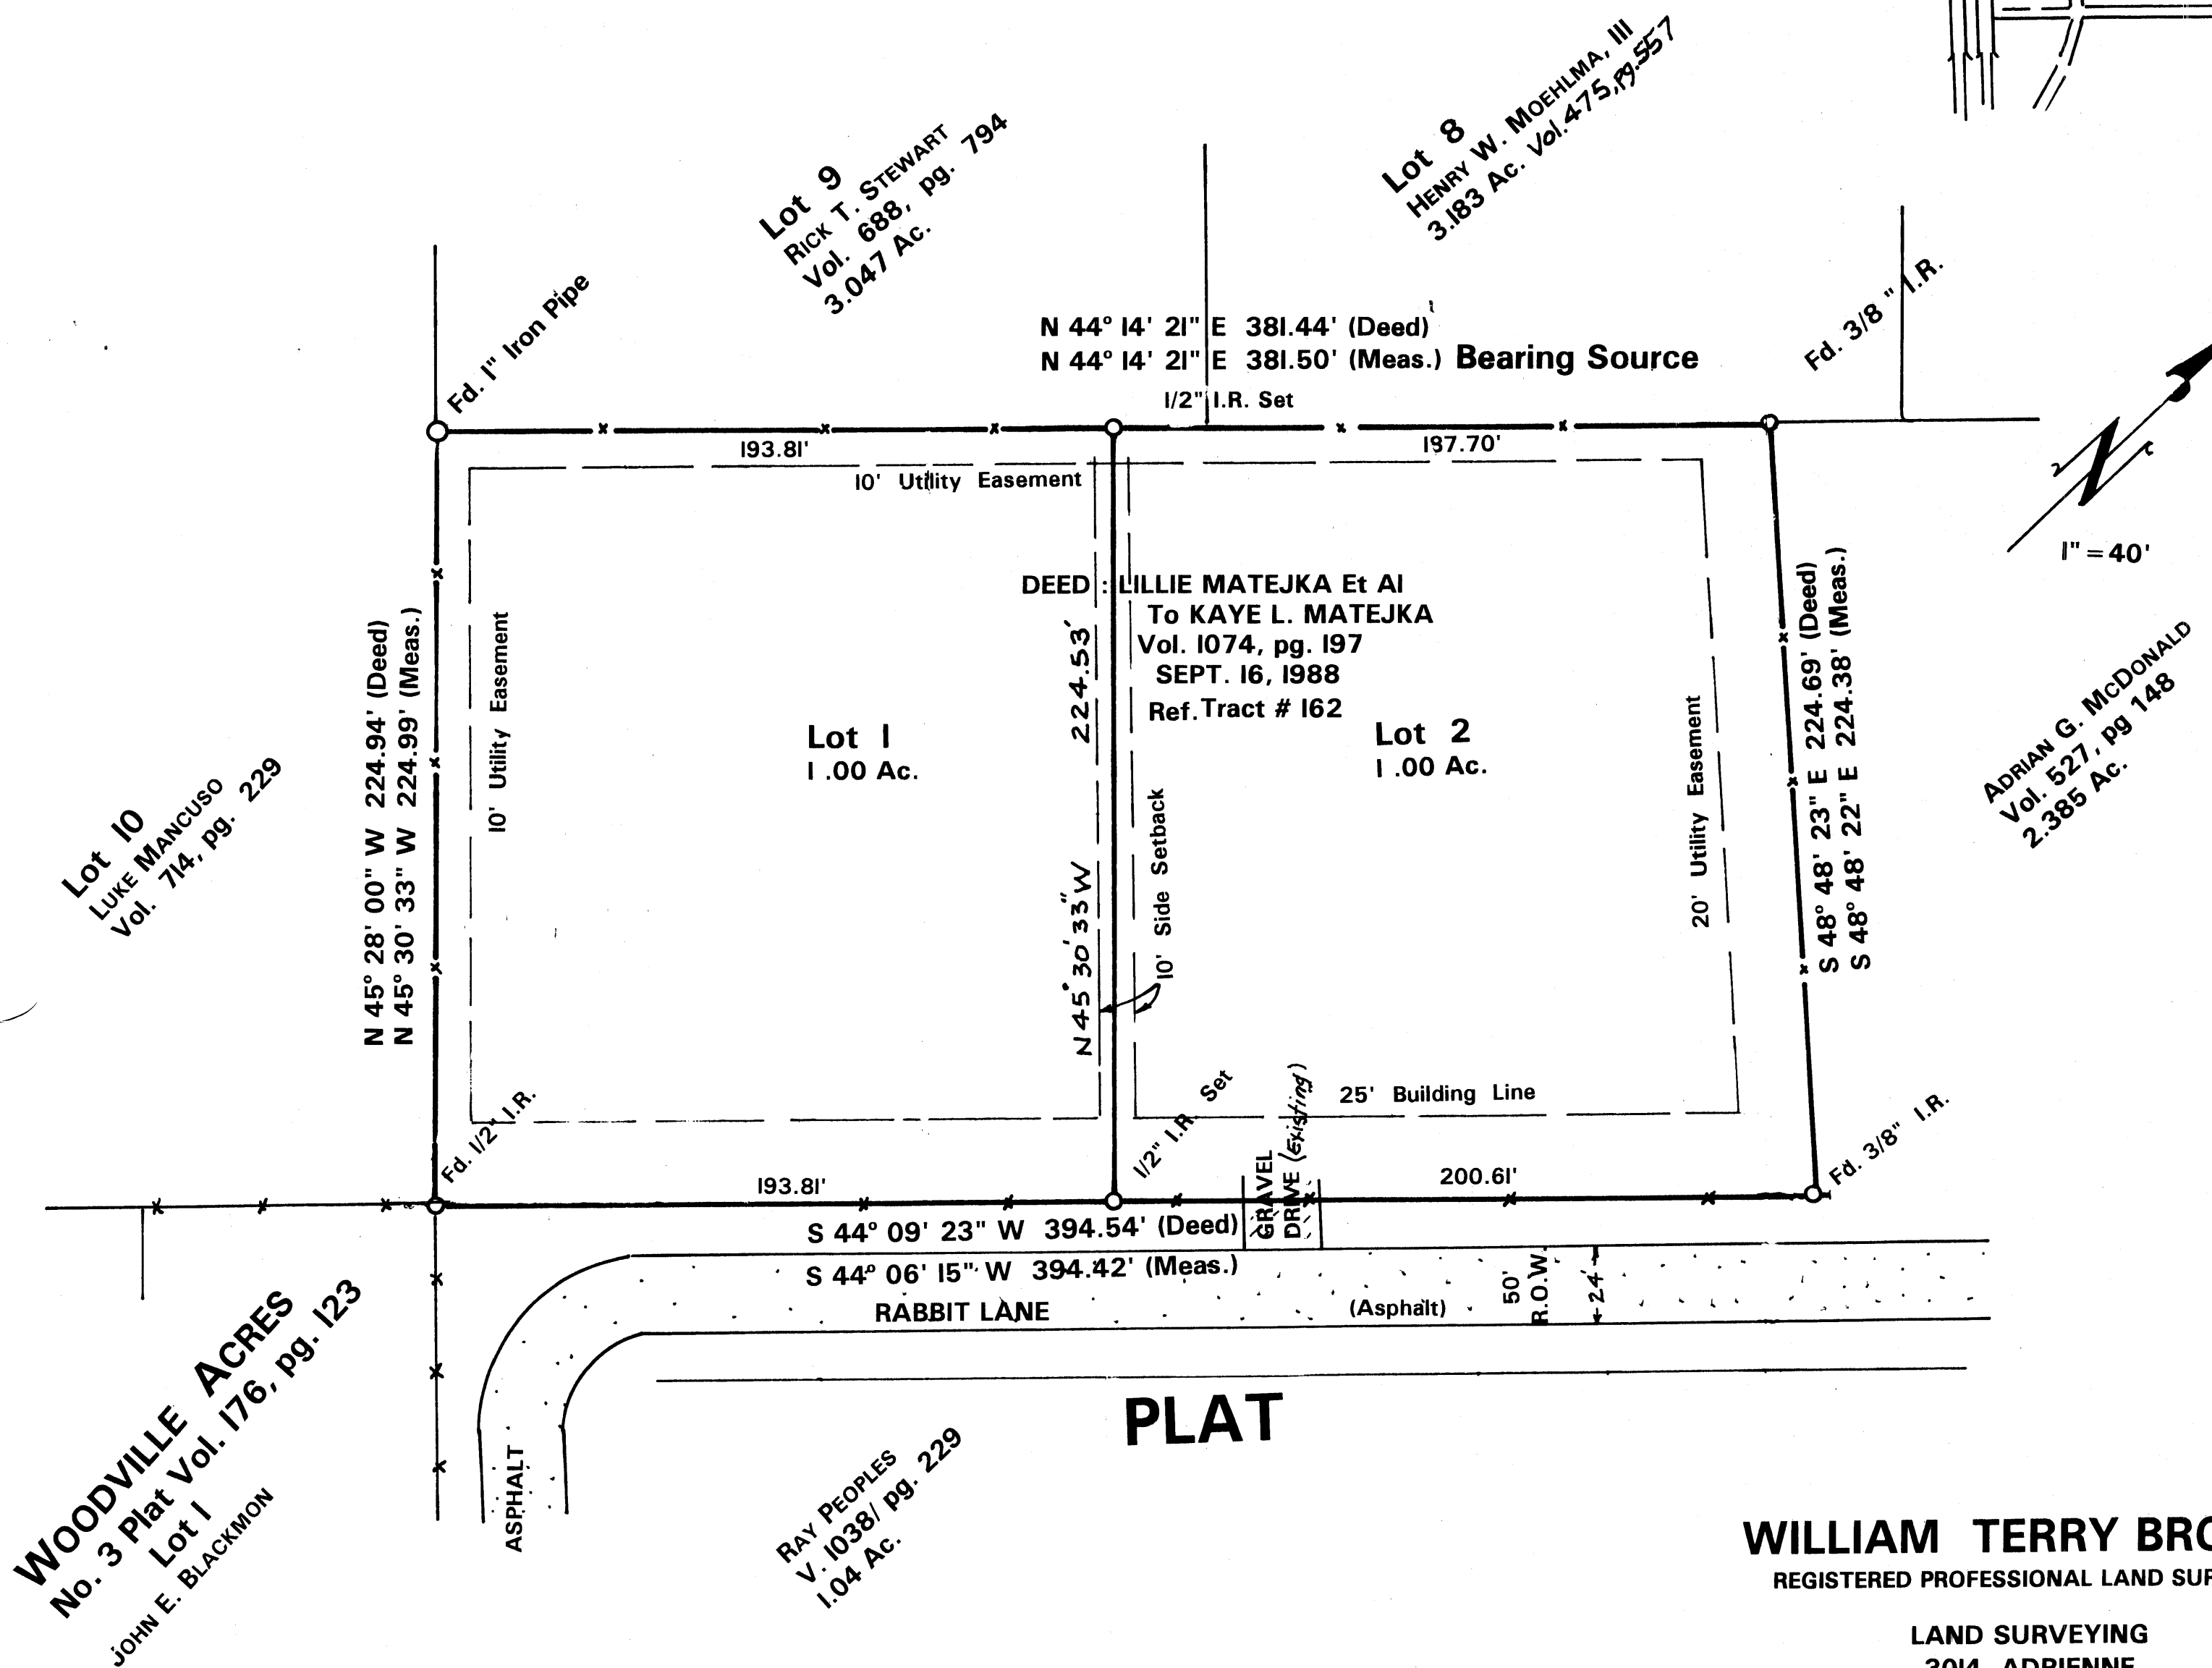 Lot 9
RICK T. STEWART
Vol. 688, pg. 794
3.047 Ac.
Lot 8
HENRY W. MOEHLMA, III
3.183 Ac. Vol. 475, pg. 557
Fd. 1" Iron Pipe
N 44° 14' 21" E 381.44' (Deed)
N 44° 14' 21" E 381.50' (Meas.) Bearing Source
1/2" I.R. Set
Fd. 3/8" I.R.
193.81'
10' Utility Easement
N
1" = 40'
DEED : LILLIE MATEJKA Et Al
To KAYE L. MATEJKA
Vol. 1074, pg. 197
SEPT. 16, 1988
Ref. Tract # 162
N 45° 28' 00" W 224.94' (Deed)
N 45° 30' 33" W 224.99' (Meas.)
10' Utility Easement
Lot 1
1.00 Ac.
N 45° 30' 33" W 224.53'
10' Side Setback
Lot 2
1.00 Ac.
20' Utility Easement
S 48° 48' 23" E 224.69' (Deed)
S 48° 48' 22" E 224.38' (Meas.)
ADRIAN G. MCDONALD
Vol. 527, pg 148
2.385 Ac.
Lot 10
LUKE MANCUSO
Vol. 714, pg. 229
25' Building Line
Fd. 1/2" I.R.
1/2" I.R. Set
Fd. 3/8" I.R.
193.81'
GRAVEL
DRIVE (Existing)
200.61'
S 44° 09' 23" W 394.54' (Deed)
S 44° 06' 15" W 394.42' (Meas.)
RABBIT LANE
(Asphalt)
50'
R.O.W.
24'
ASPHALT
PLAT
WOODVILLE ACRES
No. 3 Plat Vol. 176, pg. 123
Lot 1
JOHN E. BLACKMON
RAY PEOPLES
V. 1038/ pg. 229
1.04 Ac.
WILLIAM TERRY BRO
REGISTERED PROFESSIONAL LAND SUR
LAND SURVEYING
3014 ADRIENNE